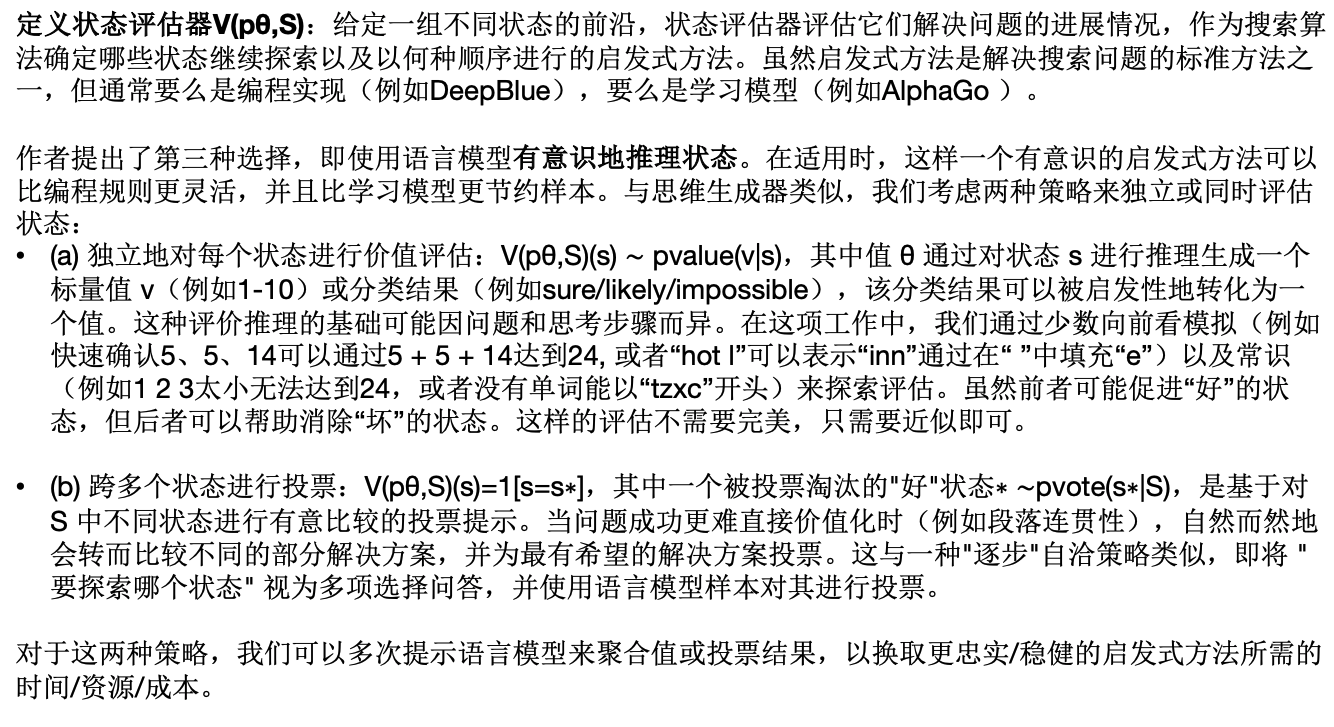 定义状态评估器V(pθ,S)：给定一组不同状态的前沿，状态评估器评估它们解决问题的进展情况，作为搜索算
法确定哪些状态继续探索以及以何种顺序进行的启发式方法。虽然启发式方法是解决搜索问题的标准方法之
一，但通常要么是编程实现（例如DeepBlue），要么是学习模型（例如AlphaGo ）。
作者提出了第三种选择，即使用语言模型有意识地推理状态。在适用时，这样一个有意识的启发式方法可以
比编程规则更灵活，并且比学习模型更节约样本。与思维生成器类似，我们考虑两种策略来独立或同时评估
状态：
• (a) 独立地对每个状态进行价值评估：V(pθ,S)(s) ~ pvalue(v|s)，其中值 θ 通过对状态 s 进行推理生成一个
标量值 v（例如1-10）或分类结果（例如sure/likely/impossible），该分类结果可以被启发性地转化为一
个值。这种评价推理的基础可能因问题和思考步骤而异。在这项工作中，我们通过少数向前看模拟（例如
快速确认5、5、14可以通过5 + 5 + 14达到24, 或者“hot l”可以表示“inn”通过在“ ”中填充“e”）以及常识
（例如1 2 3太小无法达到24，或者没有单词能以“tzxc”开头）来探索评估。虽然前者可能促进“好”的状
态，但后者可以帮助消除“坏”的状态。这样的评估不需要完美，只需要近似即可。
• (b) 跨多个状态进行投票：V(pθ,S)(s)=1[s=s∗]，其中一个被投票淘汰的"好"状态∗ ~pvote(s∗|S)，是基于对
S 中不同状态进行有意比较的投票提示。当问题成功更难直接价值化时（例如段落连贯性），自然而然地
会转而比较不同的部分解决方案，并为最有希望的解决方案投票。这与一种"逐步"自洽策略类似，即将 "
要探索哪个状态" 视为多项选择问答，并使用语言模型样本对其进行投票。
对于这两种策略，我们可以多次提示语言模型来聚合值或投票结果，以换取更忠实/稳健的启发式方法所需的
时间/资源/成本。